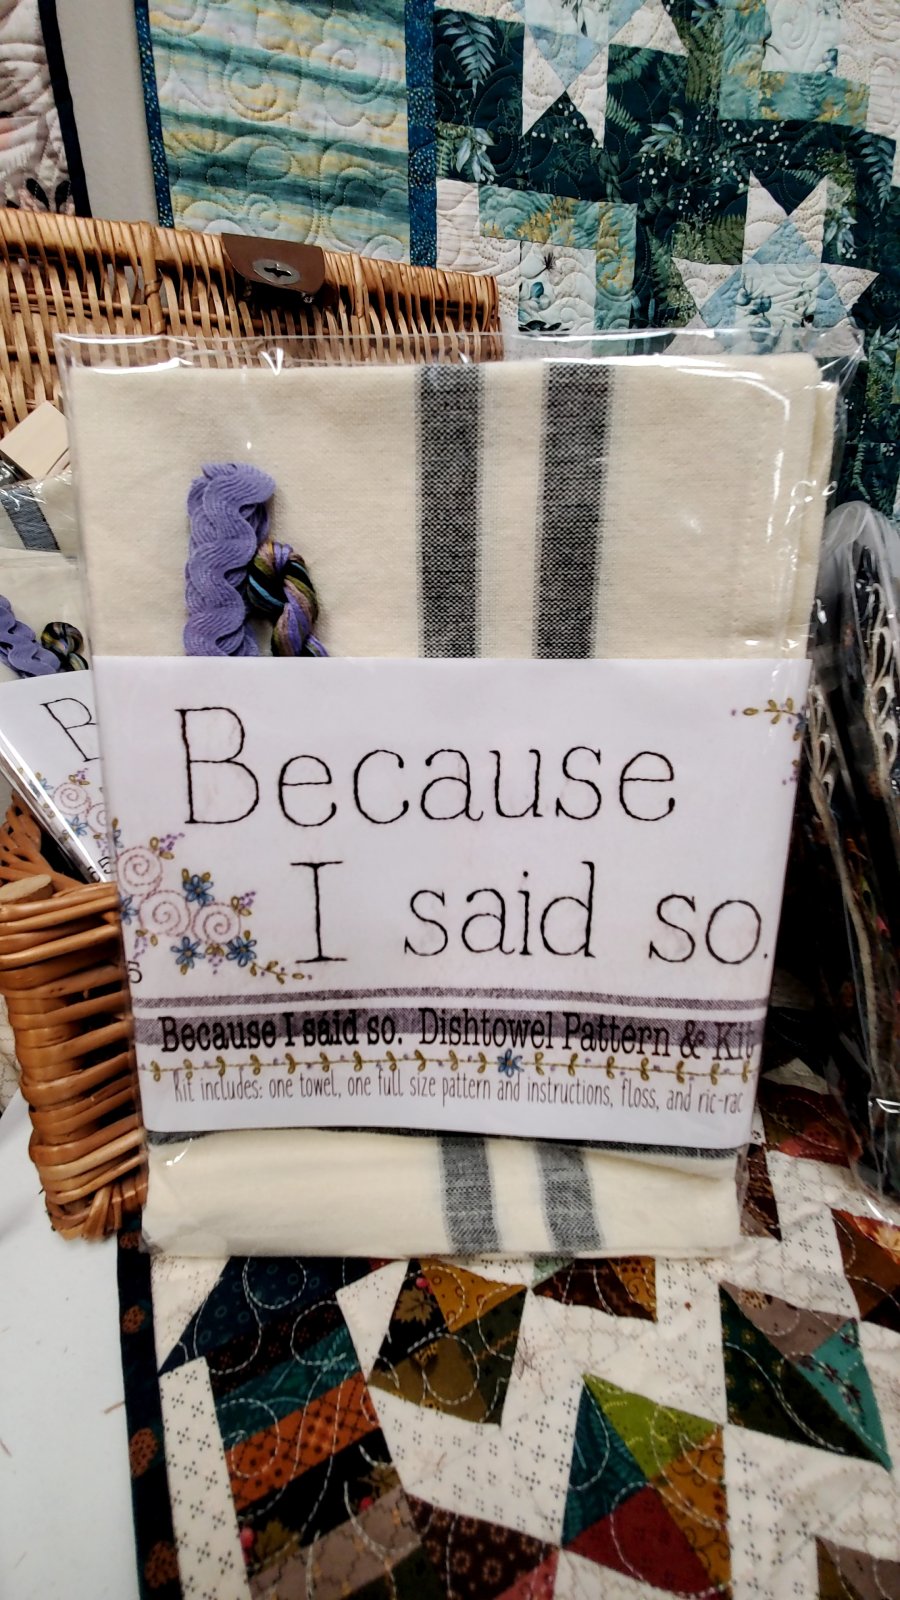 Because
I said so.
Because I said so. Dishtowel Pattern & Kit
Kit includes: one towel, one full size pattern and instructions, floss, and ric-rac
B
S